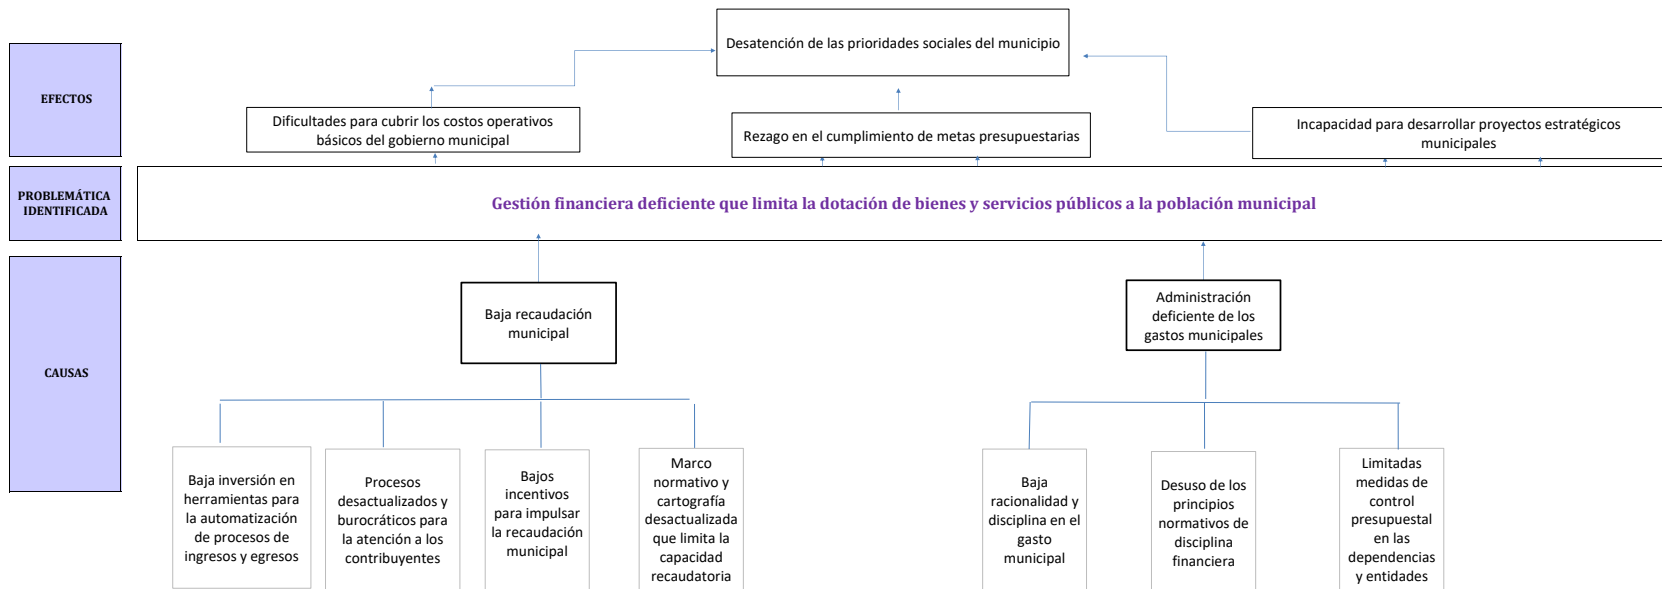 Desatención de las prioridades sociales del municipio
EFECTOS
Dificultades para cubrir los costos operativos
básicos del gobierno municipal
Rezago en el cumplimiento de metas presupuestarias
Incapacidad para desarrollar proyectos estratégicos
municipales
PROBLEMÁTICA
IDENTIFICADA
Gestión financiera deficiente que limita la dotación de bienes y servicios públicos a la población municipal
CAUSAS
Baja recaudación
municipal
Administración
deficiente de los
gastos municipales
Baja inversión en
herramientas para
la automatización
de procesos de
ingresos y egresos
Procesos
desactualizados y
burocráticos para
la atención a los
contribuyentes
Bajos
incentivos
para impulsar
la recaudación
municipal
Marco
normativo y
cartografía
desactualizada
que limita la
capacidad
recaudatoria
Baja
racionalidad y
disciplina en el
gasto
municipal
Desuso de los
principios
normativos de
disciplina
financiera
Limitadas
medidas de
control
presupuestal
en las
dependencias
y entidades